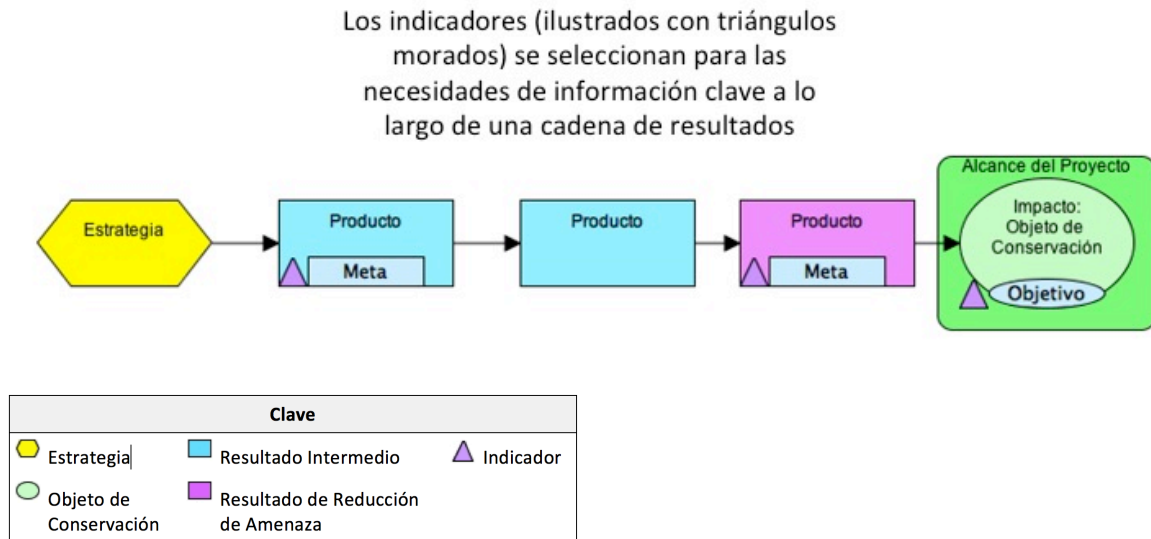 Los indicadores (ilustrados con triángulos
morados) se seleccionan para las
necesidades de información clave a lo
largo de una cadena de resultados
Estrategia
Producto
Meta
Producto
Producto
Meta
Alcance del Proyecto
Impacto:
Objeto de
Conservación
Objetivo
Clave
Estrategia
Resultado Intermedio
Indicador
Objeto de
Conservación
Resultado de Reducción
de Amenaza